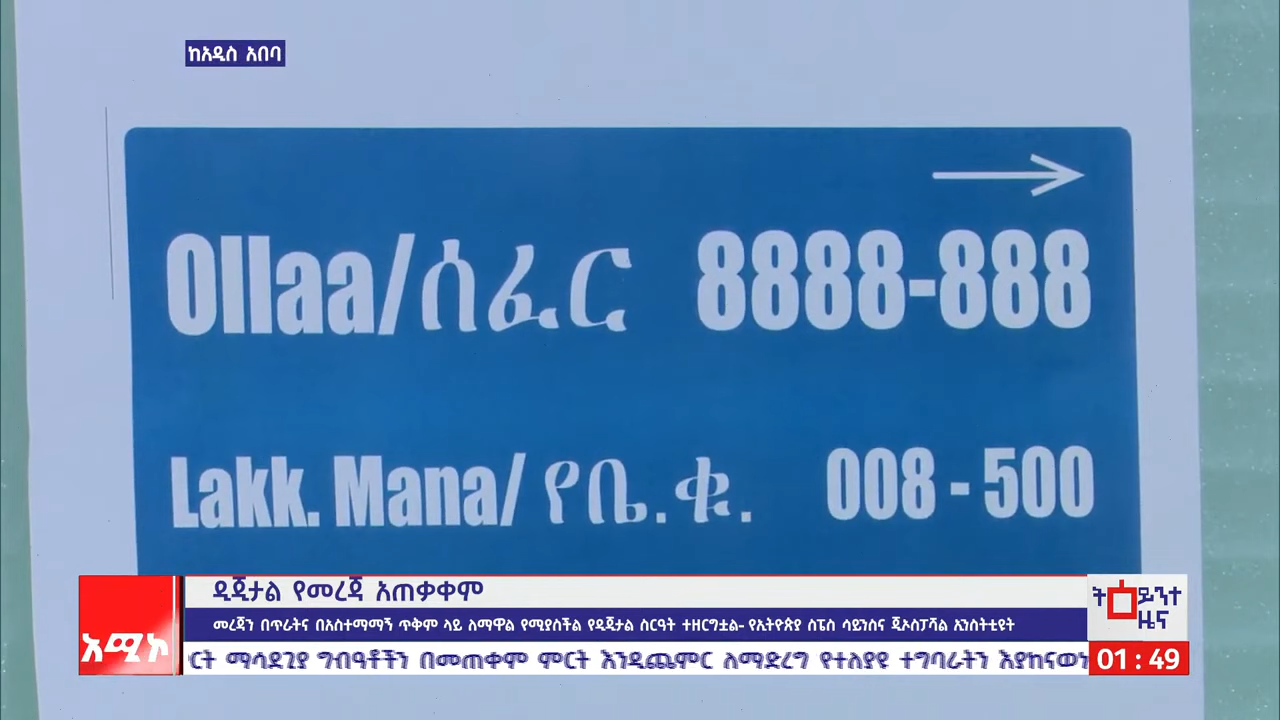 ከአዲስ አበባ
Ollaa/ሰፈር 8888-888
Lakk. Mana/የቤ.ቁ. 008 - 500
ዲጂታል የመረጃ አጠቃቀም
መረጃን በጥራትና በአስተማማኝ ጥቅም ላይ ለማዋል የሚያስችል የዲጂታል ስርዓት ተዘርግቷል- የኢትዮጵያ ስፔስ ሳይንስና ጂኦስፓሻል ኢንስቲዩት
አሚኮ
ርት ማሳደጊያ ግብዓቶችን በመጠቀም ምርት እንዲጨምር ለማድረግ የተለያዩ ተግባራትን እያከናወነ
ዜና
01 : 49